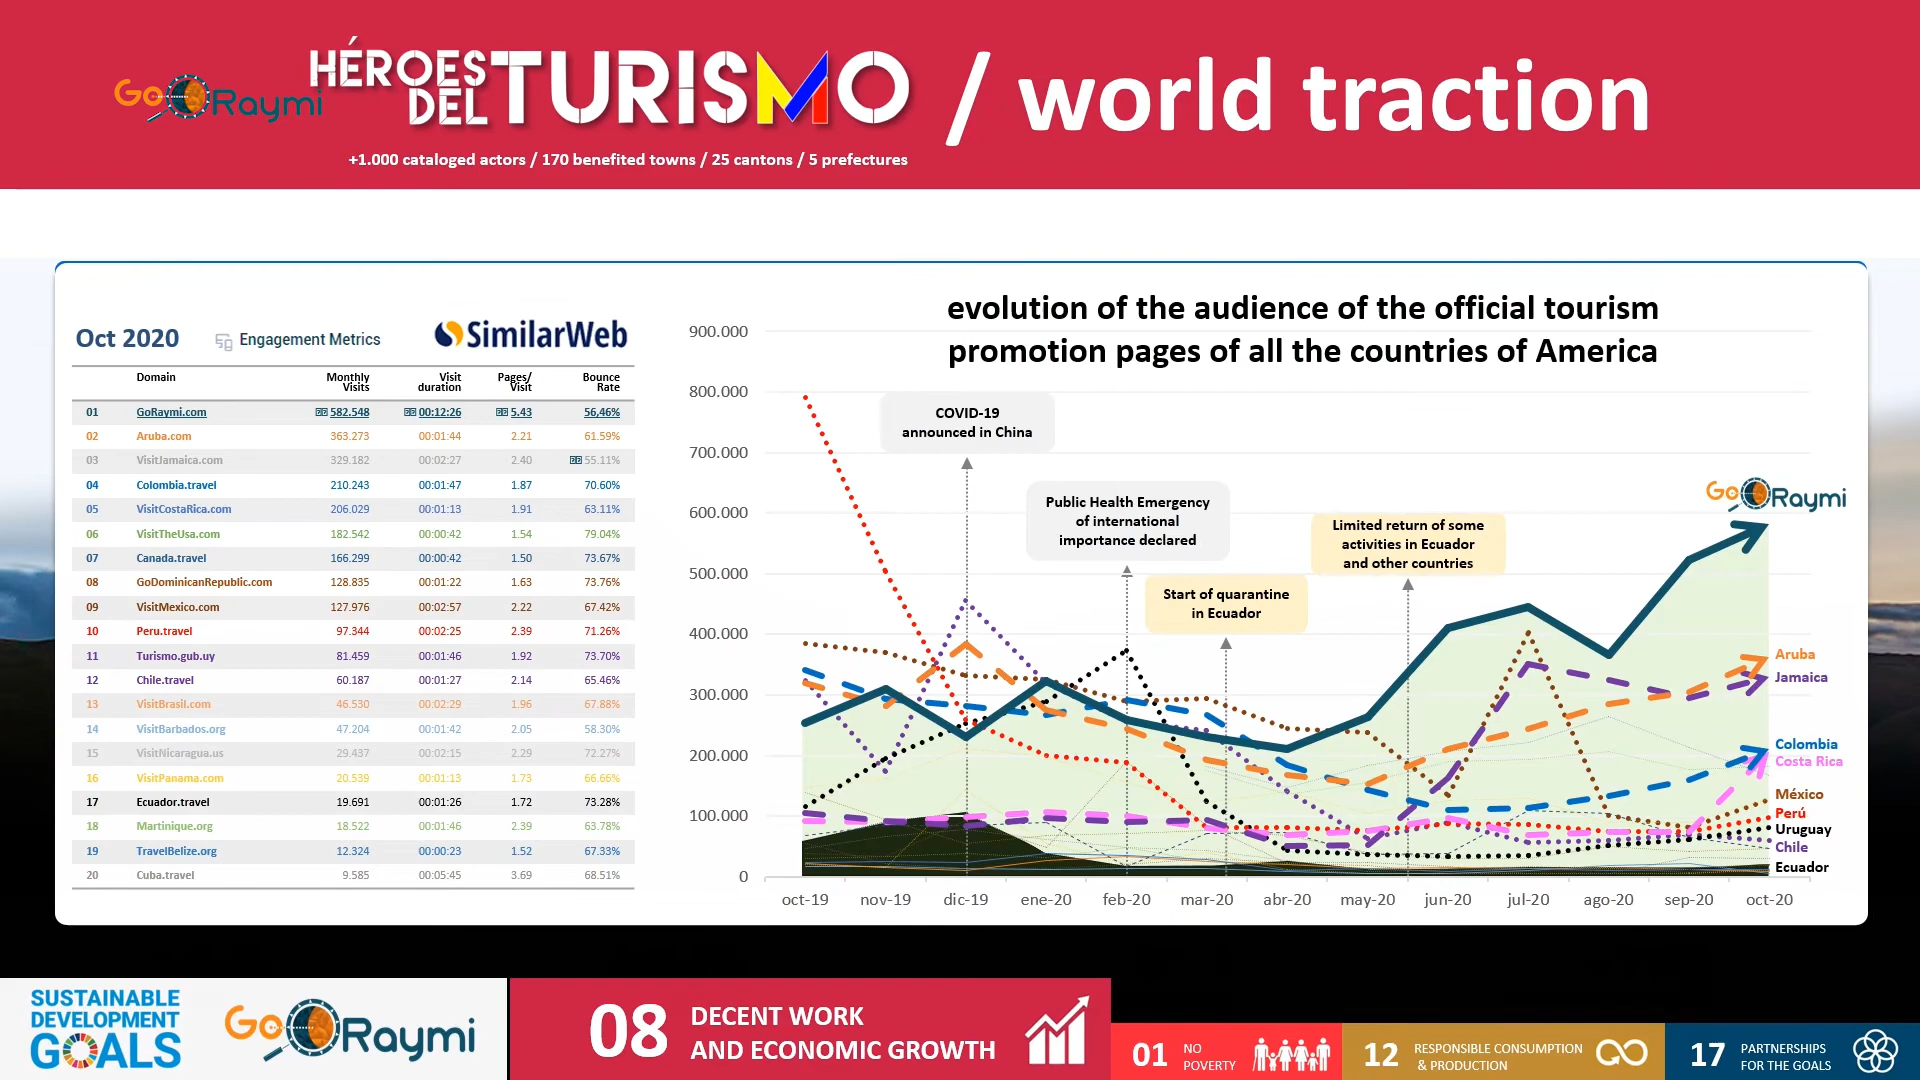 Go Raymi
HÉROES
DEL TURISMO / world traction
+1.000 cataloged actors / 170 benefited towns / 25 cantons / 5 prefectures
Oct 2020 Engagement Metrics SimilarWeb
Domain Monthly Visits Visit duration Pages/ Visit Bounce Rate
01 GoRaymi.com 582.548 00:12:26 5.43 56,46%
02 Aruba.com 363.273 00:01:44 2.21 61.59%
03 VisitJamaica.com 329.182 00:02:27 2.40 55.11%
04 Colombia.travel 210.243 00:01:47 1.87 70.60%
05 VisitCostaRica.com 206.029 00:01:13 1.91 63.11%
06 VisitTheUsa.com 182.542 00:00:42 1.54 79.04%
07 Canada.travel 166.299 00:00:42 1.50 73.67%
08 GoDominicanRepublic.com 128.835 00:01:22 1.63 73.76%
09 VisitMexico.com 127.976 00:02:57 2.22 67.42%
10 Peru.travel 97.344 00:02:25 2.39 71.26%
11 Turismo.gub.uy 81.459 00:01:46 1.92 73.70%
12 Chile.travel 60.187 00:01:27 2.14 65.46%
13 VisitBrasil.com 46.530 00:02:29 1.96 67.88%
14 VisitBarbados.org 47.204 00:01:42 2.05 58.30%
15 VisitNicaragua.us 29.437 00:02:15 2.29 72.27%
16 VisitPanama.com 20.539 00:01:13 1.73 66.66%
17 Ecuador.travel 19.691 00:01:26 1.72 73.28%
18 Martinique.org 18.522 00:01:46 2.39 63.78%
19 TravelBelize.org 12.324 00:00:23 1.52 67.33%
20 Cuba.travel 9.585 00:05:45 3.69 68.51%
evolution of the audience of the official tourism
promotion pages of all the countries of America
900.000
800.000
700.000
600.000
500.000
400.000
300.000
200.000
100.000
0
COVID-19
announced in China
Public Health Emergency
of international
importance declared
Start of quarantine
in Ecuador
Limited return of some
activities in Ecuador
and other countries
Go Raymi
Aruba
Jamaica
Colombia
Costa Rica
México
Perú
Uruguay
Chile
Ecuador
oct-19 nov-19 dic-19 ene-20 feb-20 mar-20 abr-20 may-20 jun-20 jul-20 ago-20 sep-20 oct-20
SUSTAINABLE
DEVELOPMENT
GOALS
Go Raymi
08 DECENT WORK
AND ECONOMIC GROWTH
01 NO
POVERTY
12 RESPONSIBLE CONSUMPTION
& PRODUCTION
17 PARTNERSHIPS
FOR THE GOALS